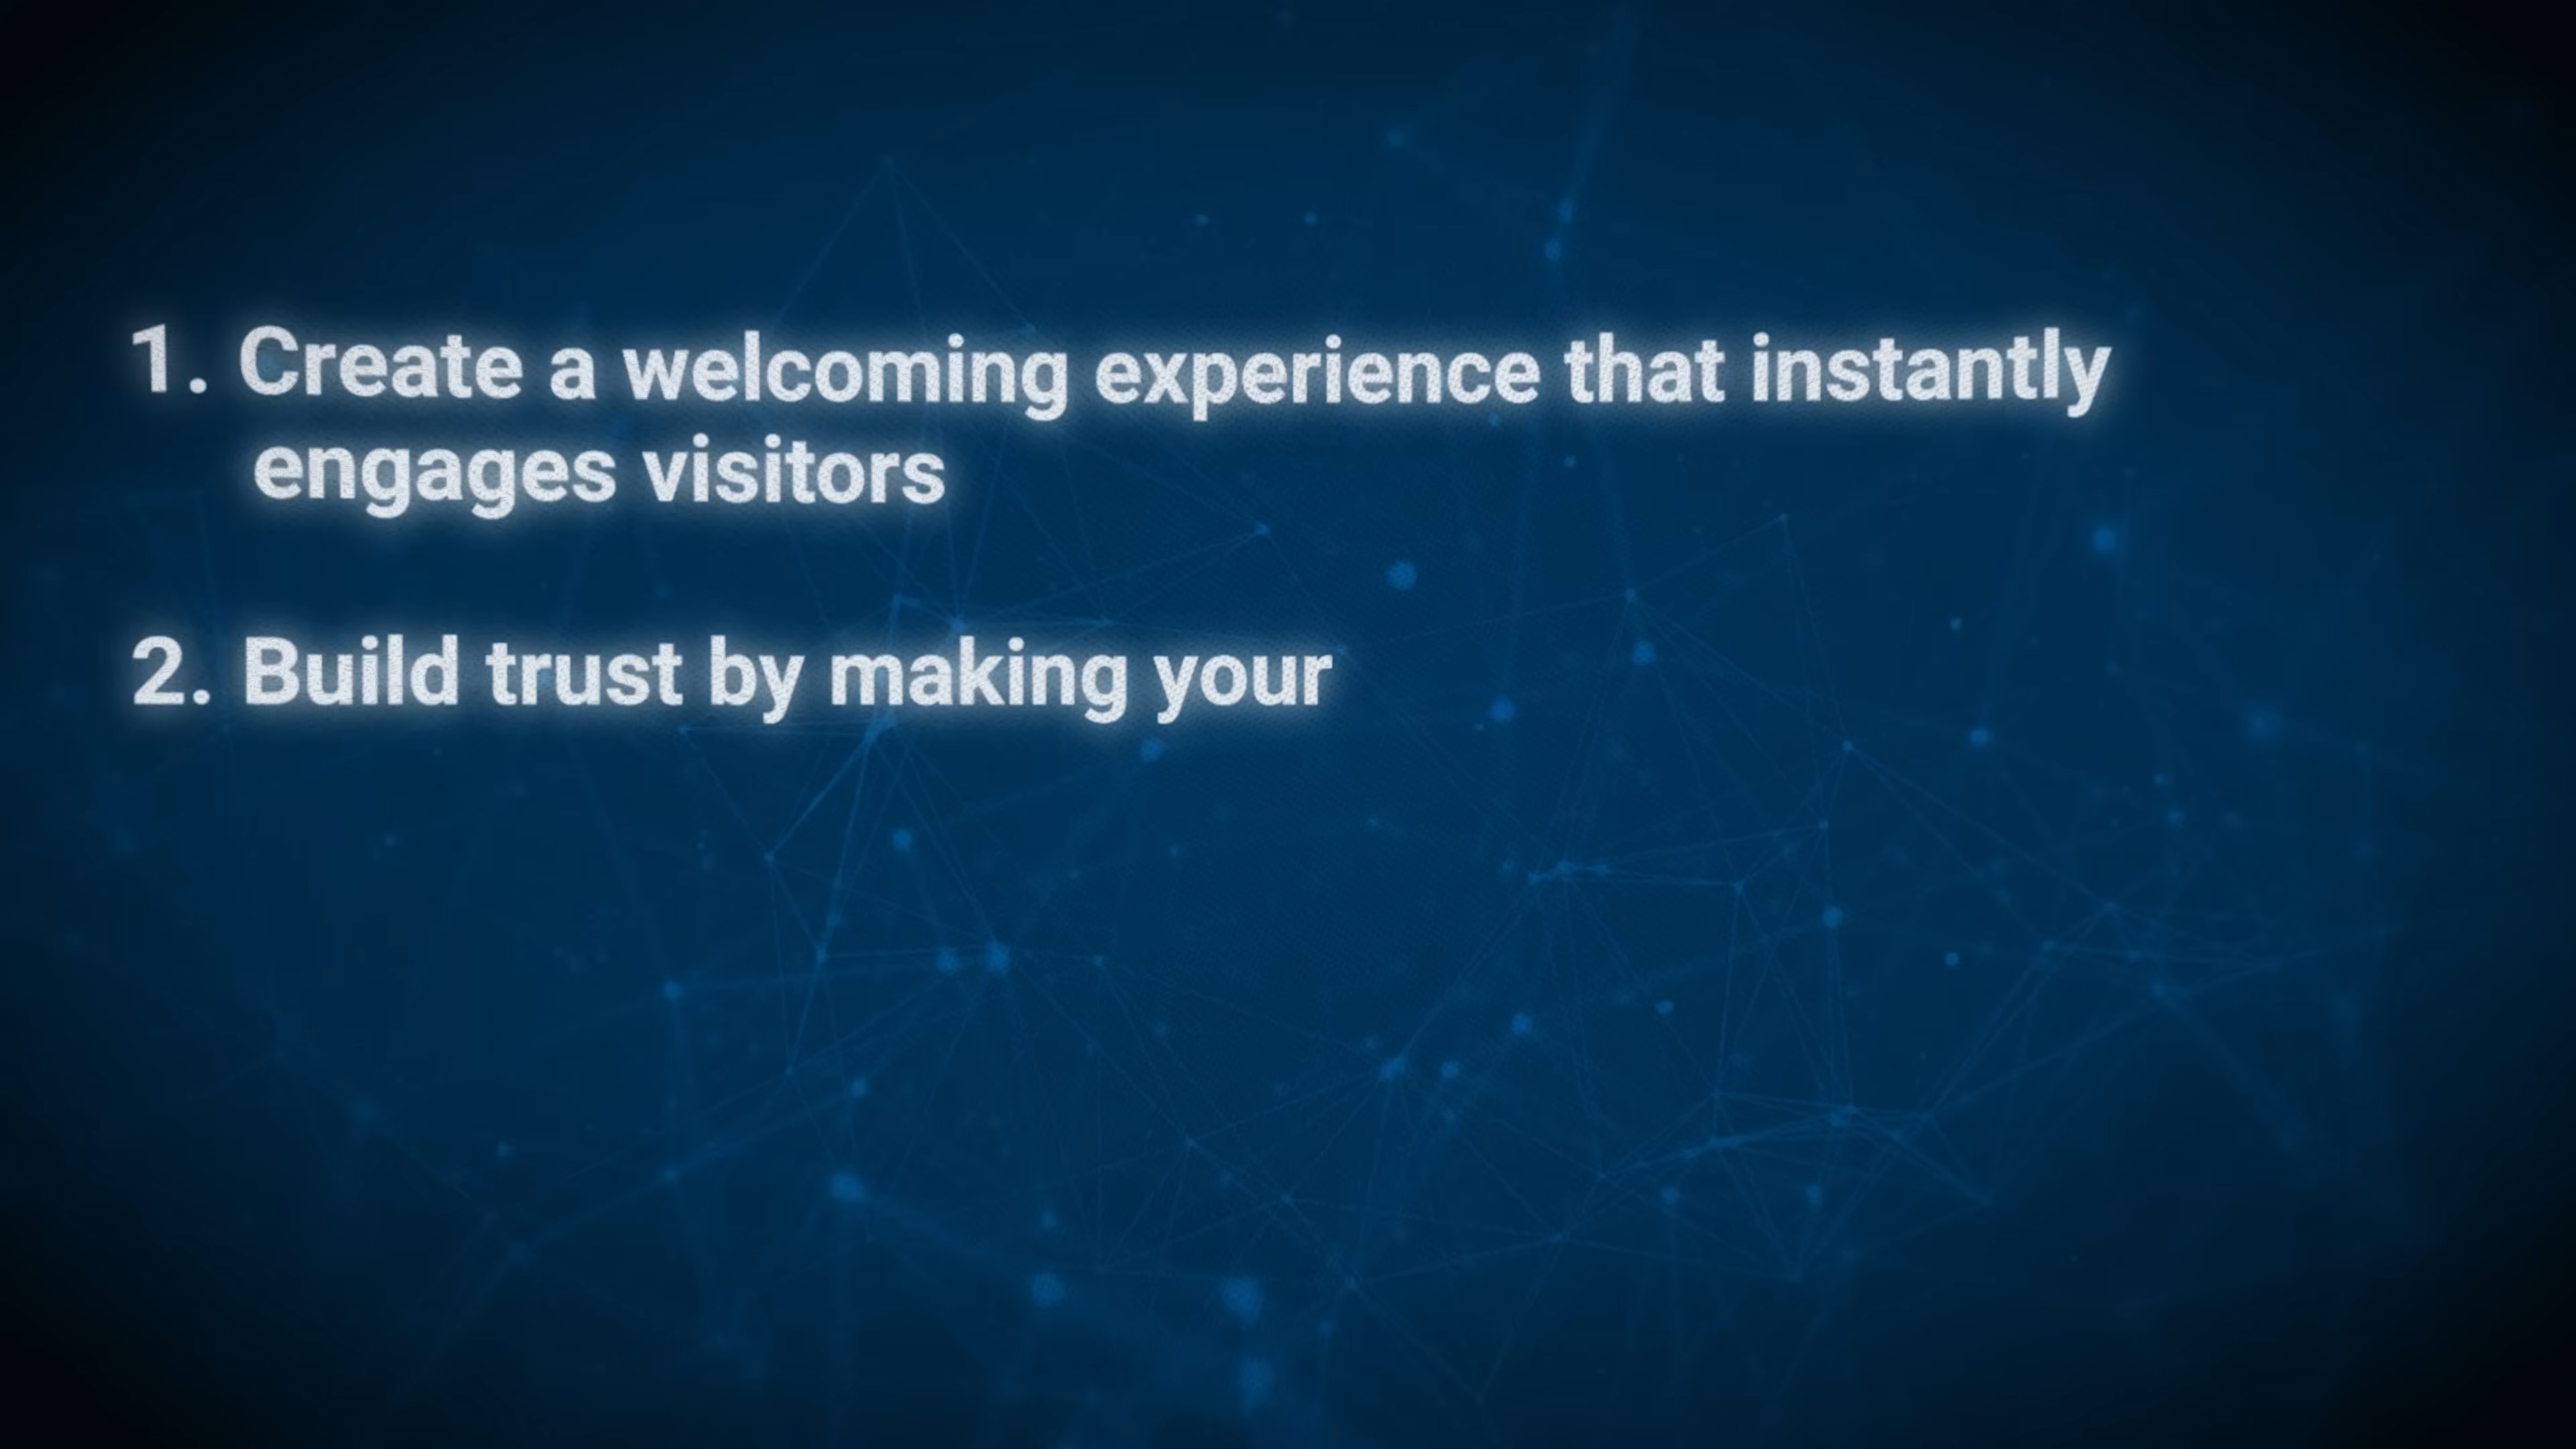 1. Create a welcoming experience that instantly
engages visitors
2. Build trust by making your